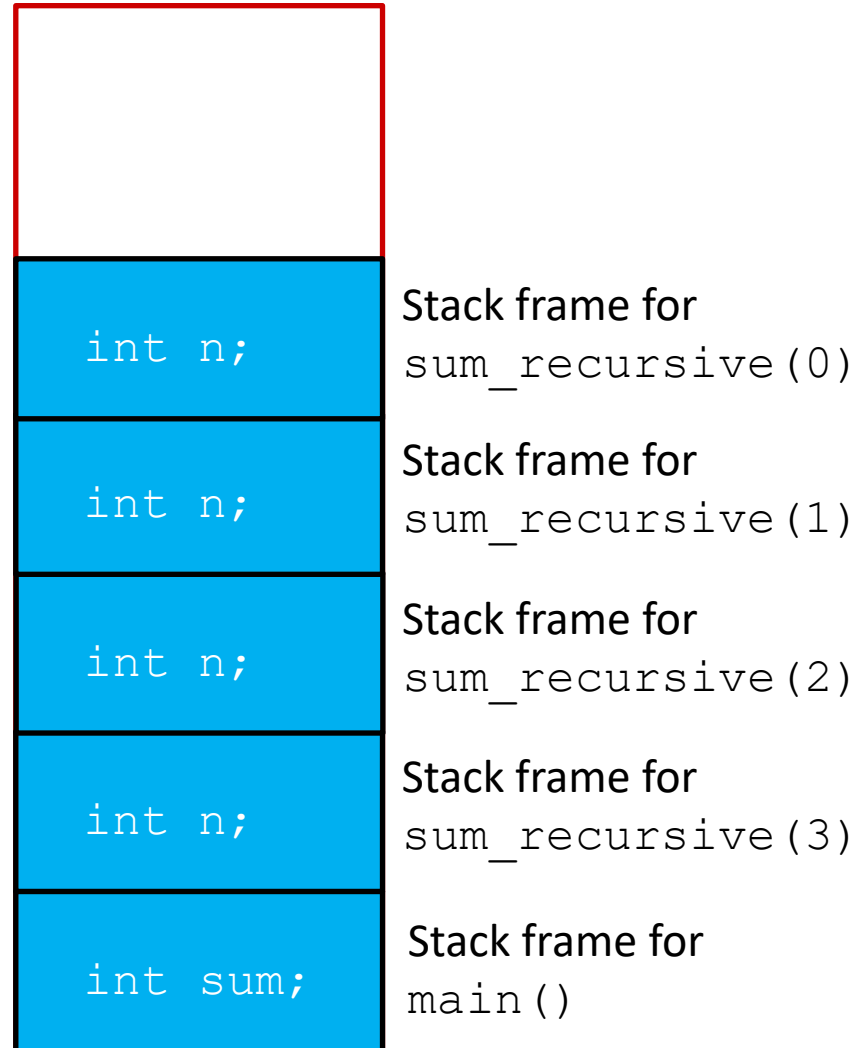 int n;
Stack frame for
sum_recursive(0)
int n;
Stack frame for
sum_recursive(1)
int n;
Stack frame for
sum_recursive(2)
int n;
Stack frame for
sum_recursive(3)
int sum;
Stack frame for
main()